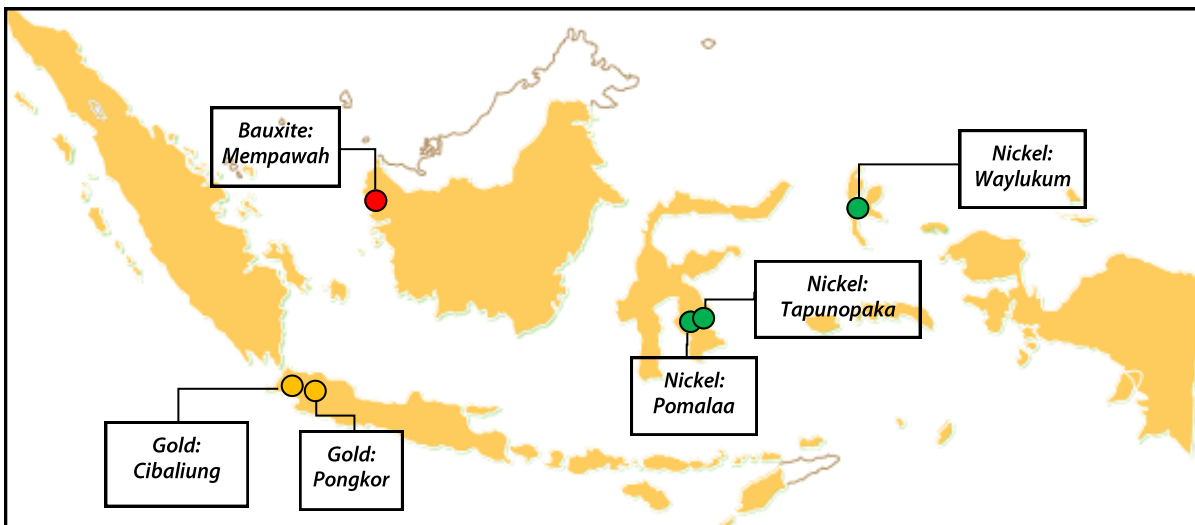 Bauxite:
Mempawah
Nickel:
Waylukum
Nickel:
Tapunopaka
Nickel:
Pomalaa
Gold:
Cibaliung
Gold:
Pongkor